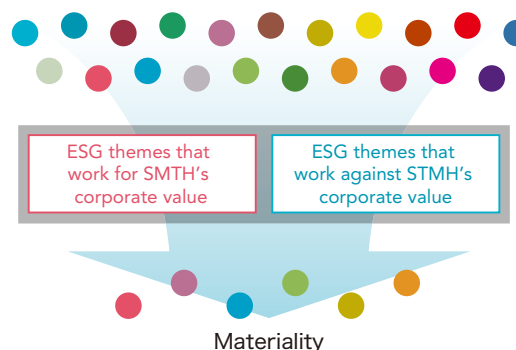 ESG themes that
work for SMTH's
corporate value
ESG themes that
work against STMH's
corporate value
Materiality